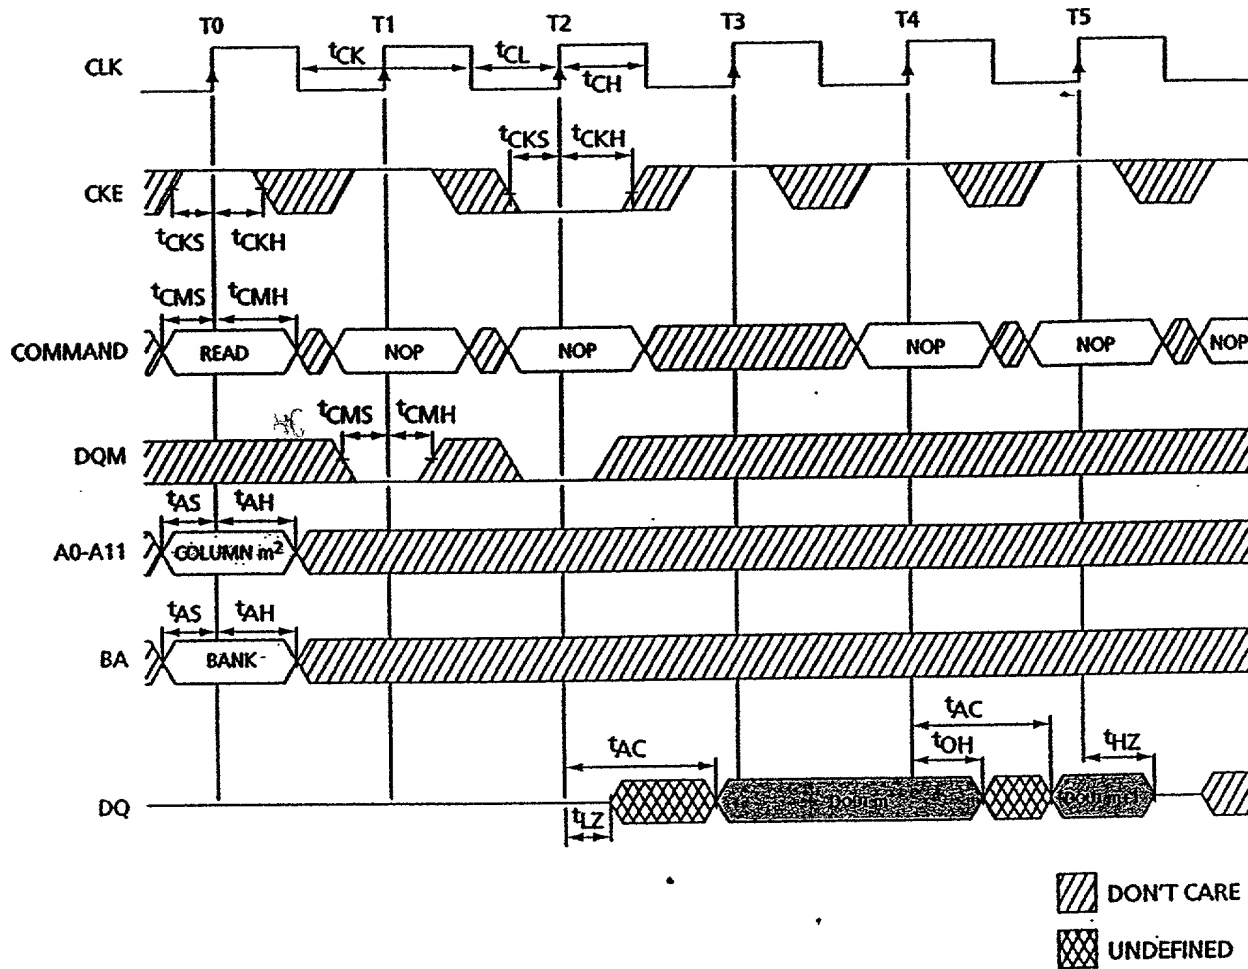 T0 T1 T2 T3 T4 T5
CLK
tCK tCL
tCH
tCKS tCKH
CKE
tCKS tCKH
tCMS tCMH
COMMAND READ NOP NOP NOP NOP NOP
tCMS tCMH
DQM
tAS tAH
A0-A11 COLUMN m²
tAS tAH
BA BANK
tAC tAC
tOH tHZ
DQ DOUT m
tLZ
DON'T CARE
UNDEFINED